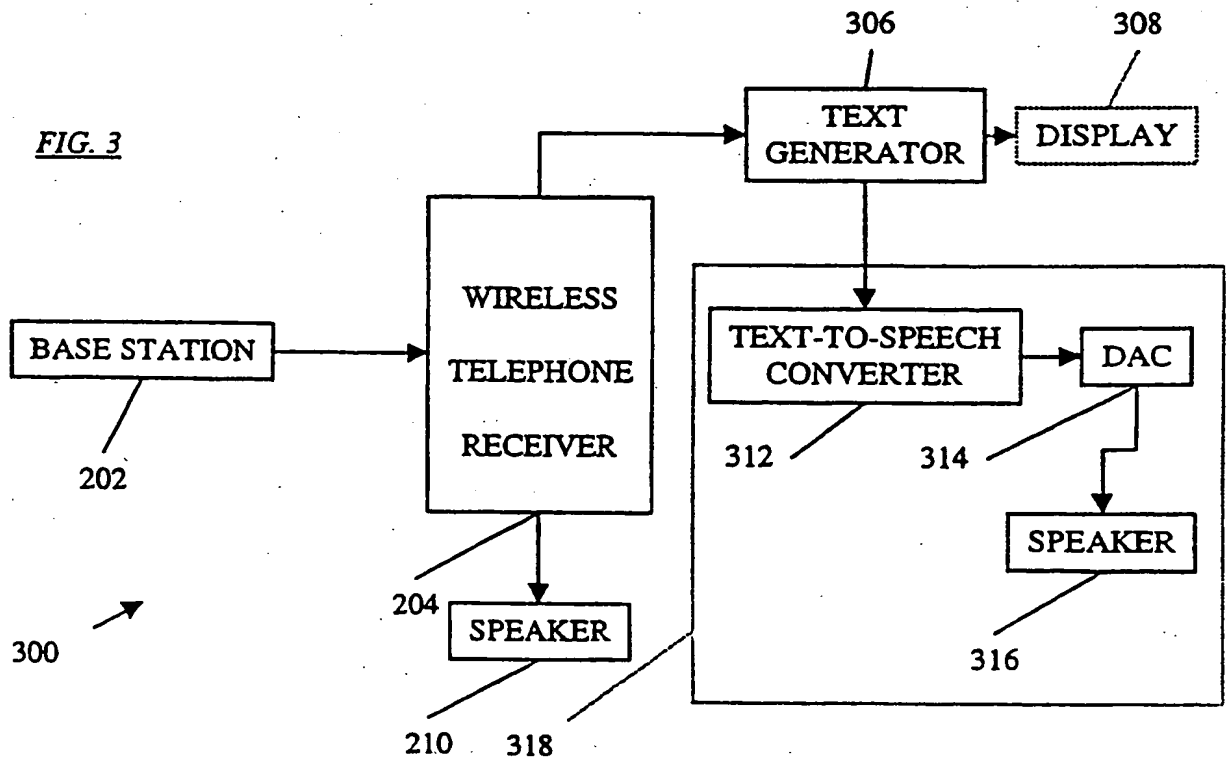 306
308
FIG. 3
TEXT
GENERATOR
DISPLAY
WIRELESS
TELEPHONE
RECEIVER
BASE STATION
TEXT-TO-SPEECH
CONVERTER
DAC
202
312
314
SPEAKER
204
SPEAKER
300
316
210
318